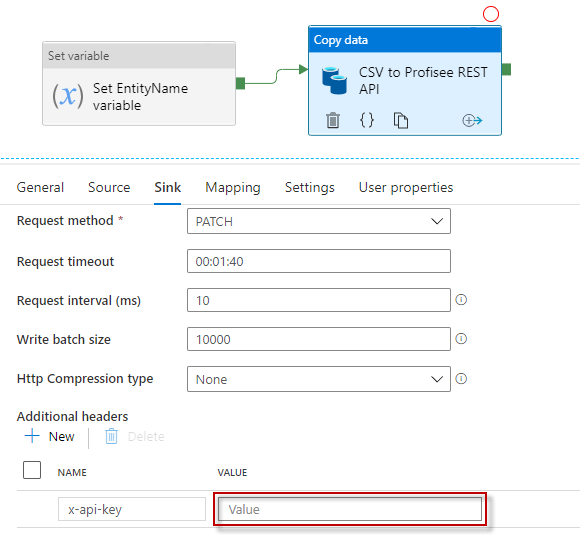 Set variable
(x) Set EntityName
variable
Copy data
CSV to Profisee REST
API
{}
General Source Sink Mapping Settings User properties
Request method * PATCH
Request timeout 00:01:40
Request interval (ms) 10
Write batch size 10000
Http Compression type None
Additional headers
+ New Delete
NAME VALUE
x-api-key Value